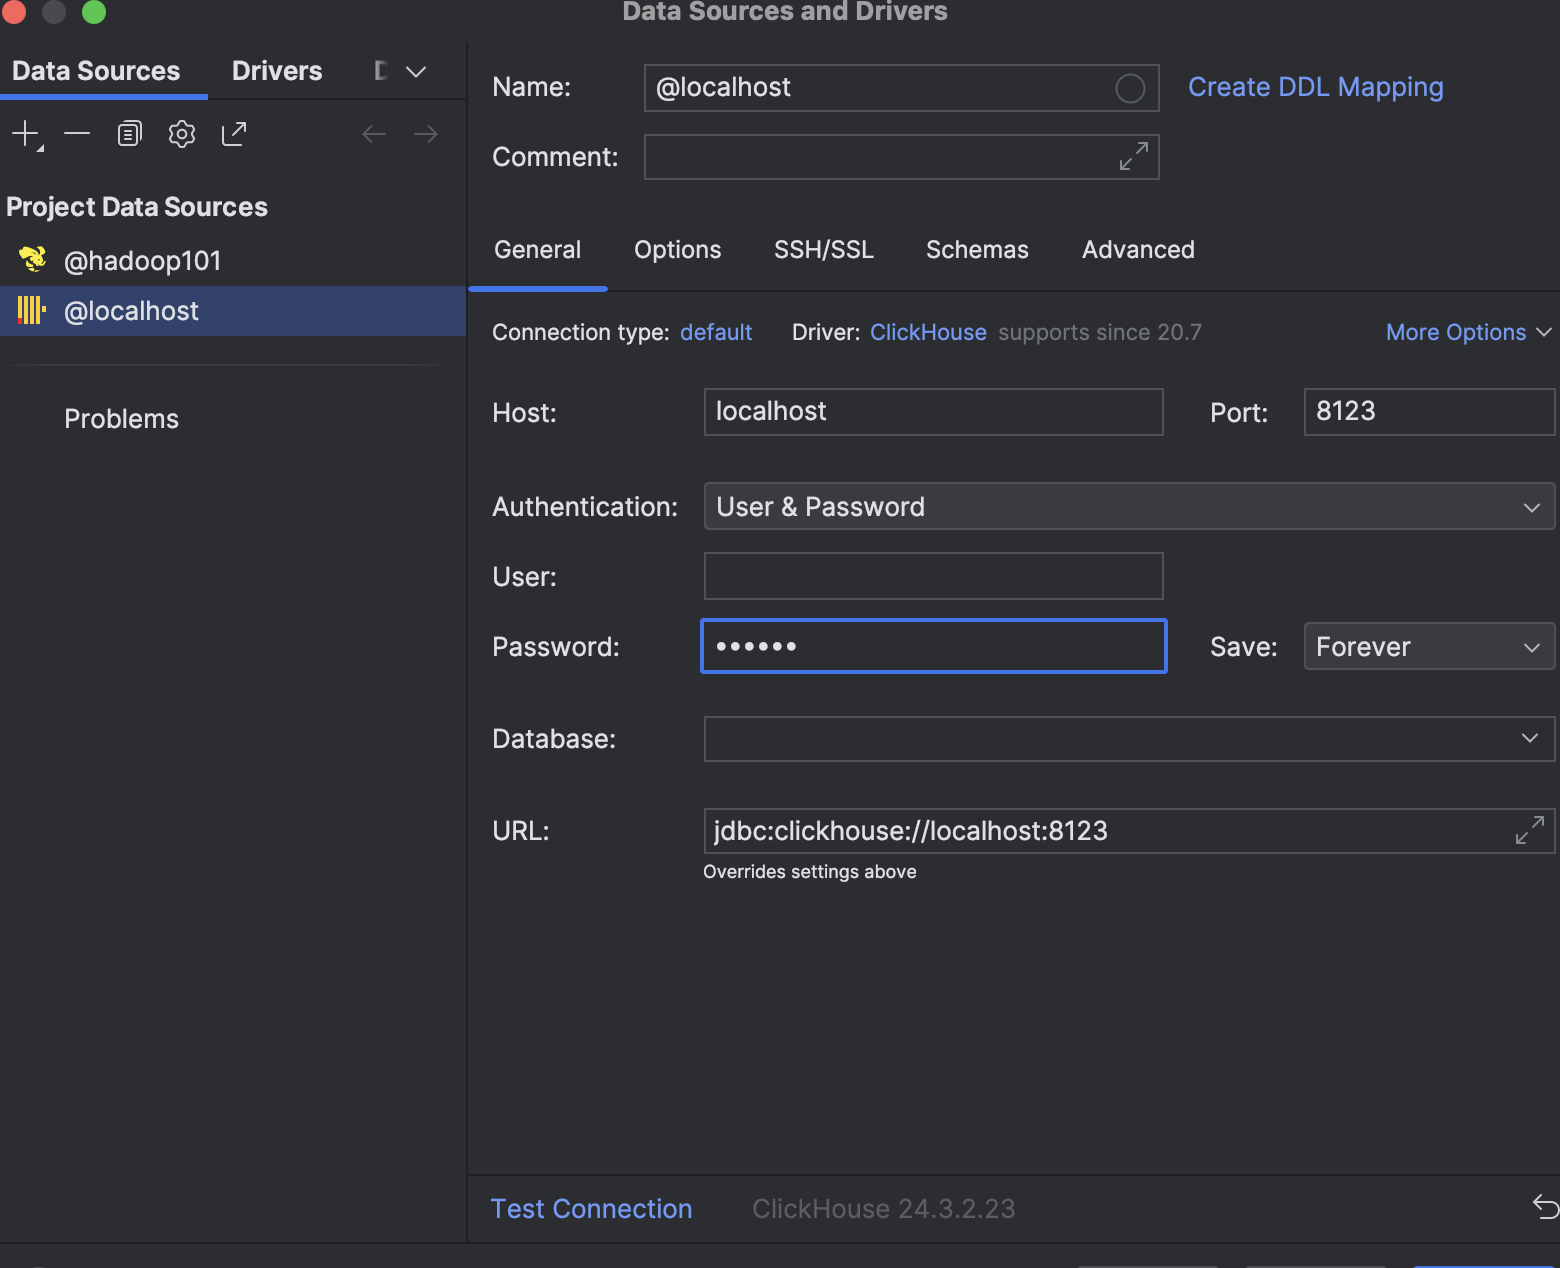 Data Sources and Drivers
Data Sources Drivers
Name: @localhost Create DDL Mapping
Comment:
Project Data Sources
@hadoop101
@localhost
Problems
General Options SSH/SSL Schemas Advanced
Connection type: default Driver: ClickHouse supports since 20.7 More Options
Host: localhost Port: 8123
Authentication: User & Password
User:
Password: •••••• Save: Forever
Database:
URL: jdbc:clickhouse://localhost:8123
Overrides settings above
Test Connection ClickHouse 24.3.2.23